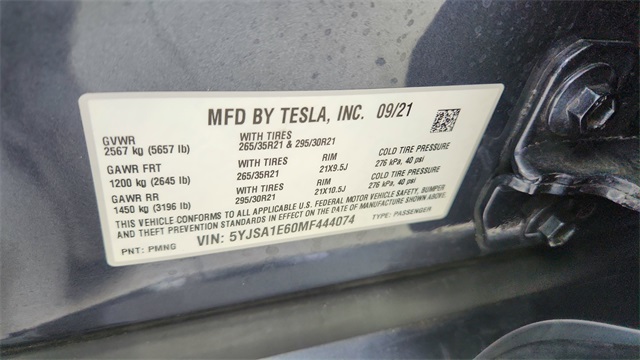 MFD BY TESLA, INC. 09/21
GVWR
2567 kg (5657 lb)
WITH TIRES
265/35R21 & 295/30R21
COLD TIRE PRESSURE
276 kPa, 40 psi
GAWR FRT
1200 kg (2645 lb)
WITH TIRES
265/35R21
RIM
21X9.5J
COLD TIRE PRESSURE
276 kPa, 40 psi
GAWR RR
1450 kg (3196 lb)
WITH TIRES
295/30R21
RIM
21X10.5J
THIS VEHICLE CONFORMS TO ALL APPLICABLE U.S. FEDERAL MOTOR VEHICLE SAFETY, BUMPER
AND THEFT PREVENTION STANDARDS IN EFFECT ON THE DATE OF MANUFACTURE SHOWN ABOVE.
PNT: PMNG
VIN: 5YJSA1E60MF444074
TYPE: PASSENGER